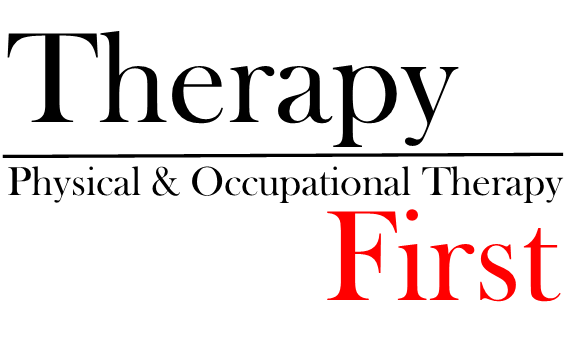 Therapy
Physical & Occupational Therapy
First